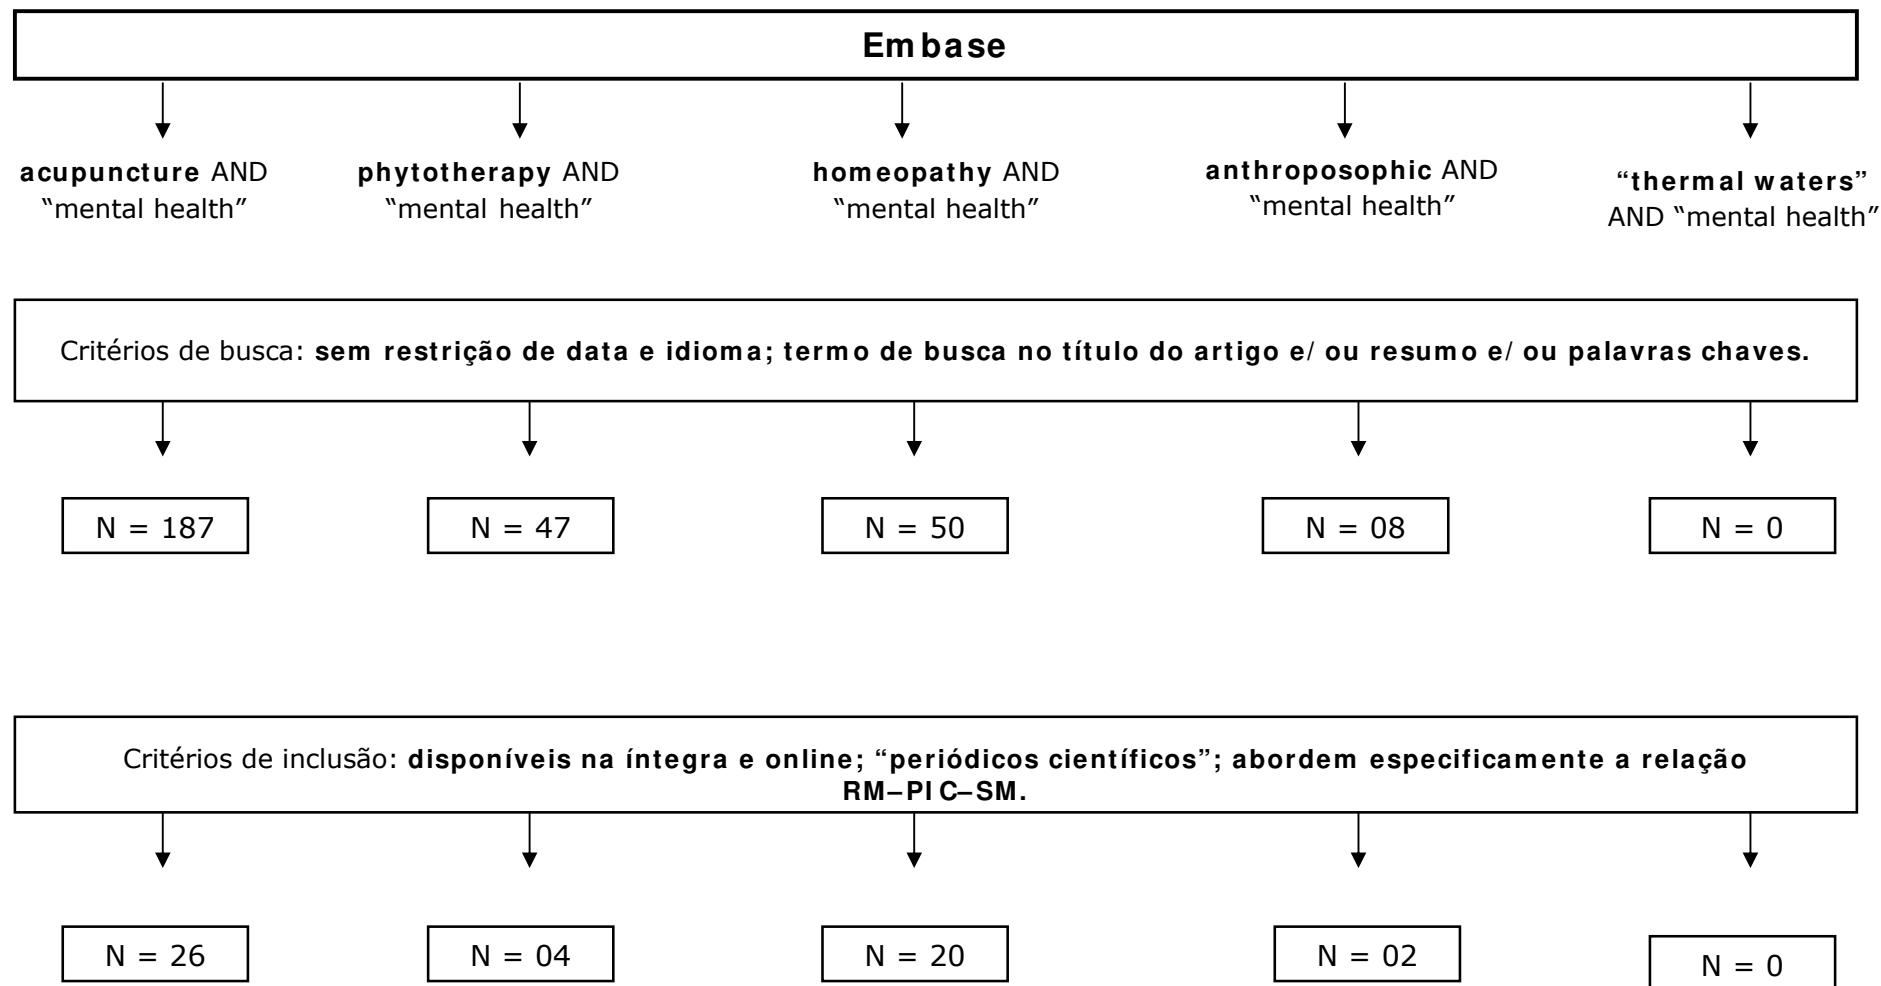 Embase
acupuncture AND
“mental health”
phytotherapy AND
“mental health”
homeopathy AND
“mental health”
anthroposophic AND
“mental health”
“thermal waters”
AND “mental health”
Critérios de busca: sem restrição de data e idioma; termo de busca no título do artigo e/ou resumo e/ou palavras chaves.
N = 187
N = 47
N = 50
N = 08
N = 0
Critérios de inclusão: disponíveis na íntegra e online; “periódicos científicos”; abordem especificamente a relação
RM–PIC–SM.
N = 26
N = 04
N = 20
N = 02
N = 0